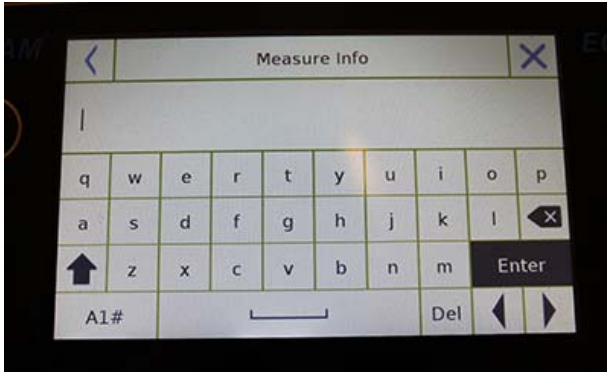 Measure Info
q w e r t y u i o p
a s d f g h j k l
z x c v b n m Enter
A1# Del